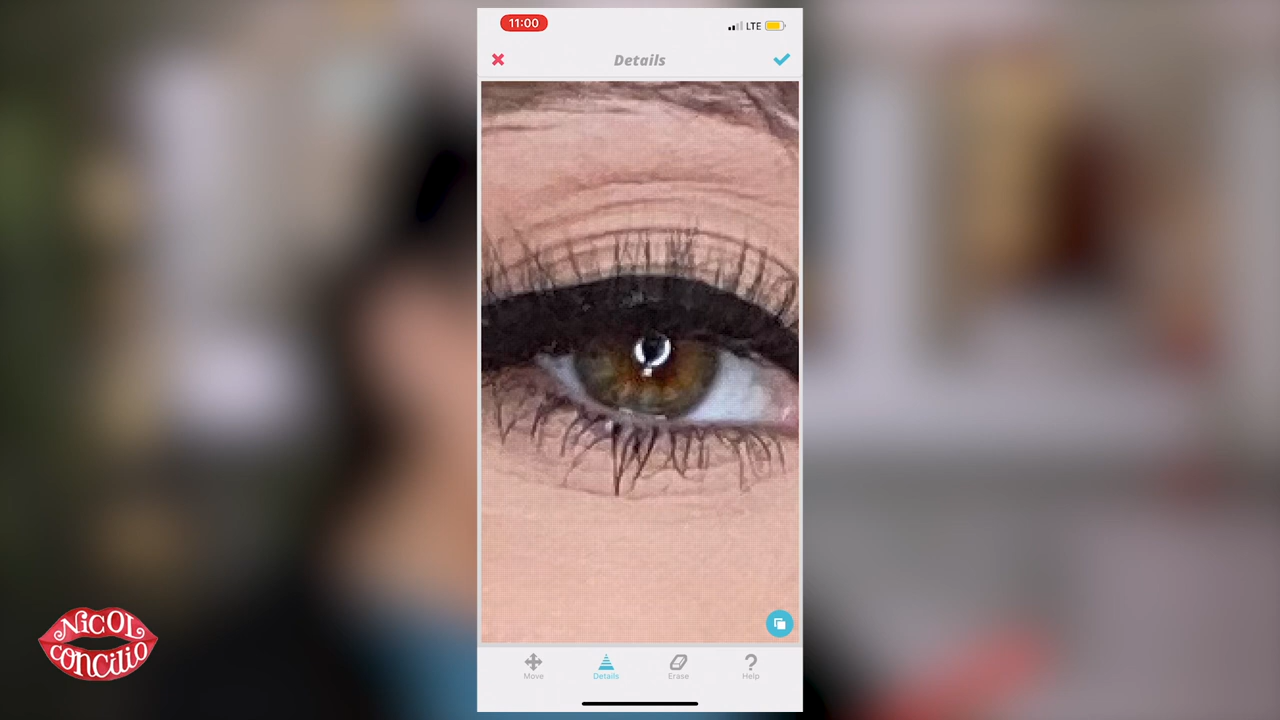 11:00
LTE
Details
Move
Details
Erase
Help
NiCOL
CONCiLiO